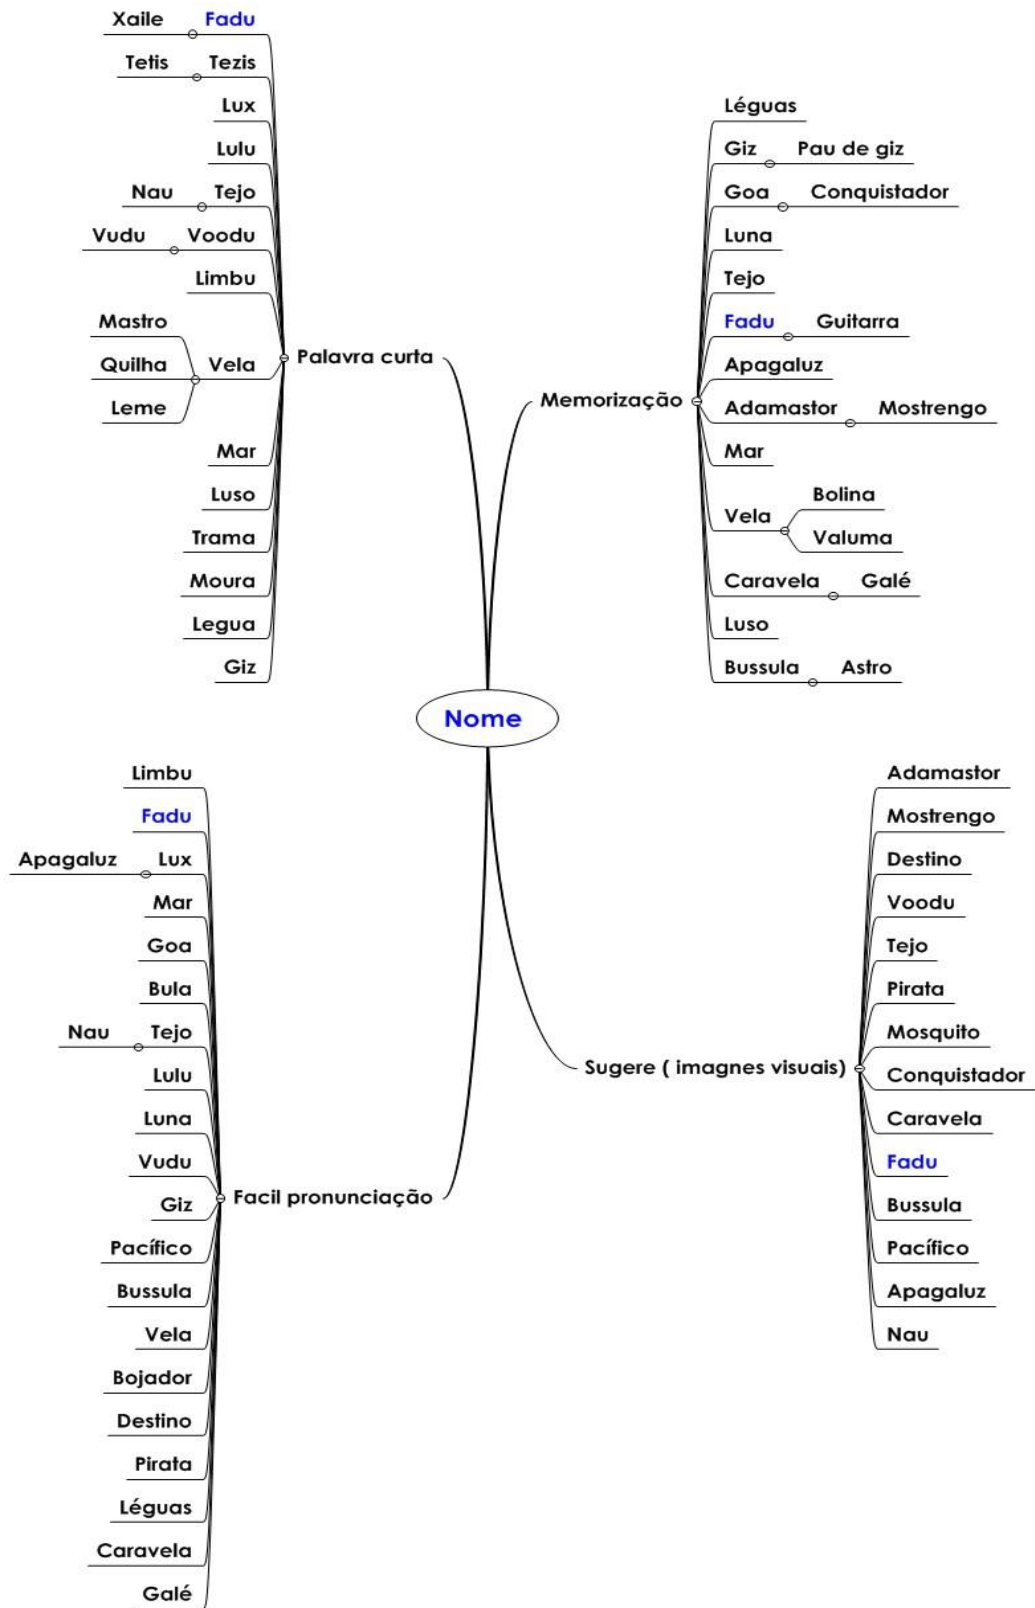 Xaile Fadu
Tetis Tezis
Lux
Lulu
Nau Tejo
Vudu Voodu
Limbu
Mastro
Quilha Vela
Leme
Mar
Luso
Trama
Moura
Legua
Giz
Palavra curta
Memorização
Léguas
Giz Pau de giz
Goa Conquistador
Luna
Tejo
Fadu Guitarra
Apagaluz
Adamastor Mostrengo
Mar
Bolina
Vela
Valuma
Caravela Galé
Luso
Bussula Astro
Nome
Limbu
Fadu
Apagaluz Lux
Mar
Goa
Bula
Nau Tejo
Lulu
Luna
Vudu
Giz
Pacífico
Bussula
Vela
Bojador
Destino
Pirata
Léguas
Caravela
Galé
Facil pronunciação
Sugere ( imagnes visuais)
Adamastor
Mostrengo
Destino
Voodu
Tejo
Pirata
Mosquito
Conquistador
Caravela
Fadu
Bussula
Pacífico
Apagaluz
Nau